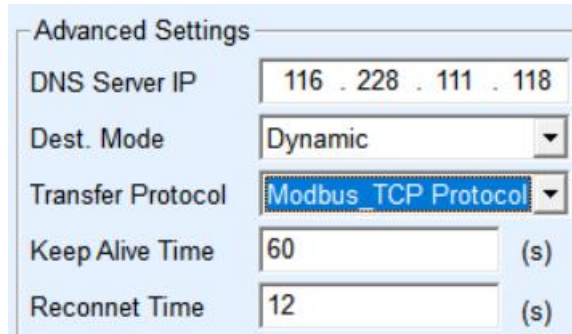 Advanced Settings
DNS Server IP 116 . 228 . 111 . 118
Dest. Mode Dynamic
Transfer Protocol Modbus_TCP Protocol
Keep Alive Time 60 (s)
Reconnet Time 12 (s)